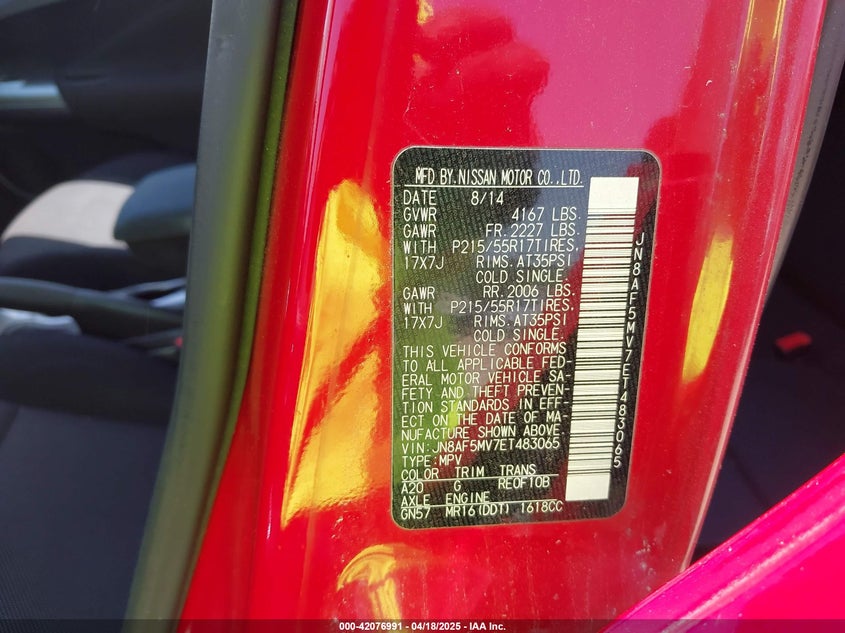 MFD BY. NISSAN MOTOR CO., LTD.
DATE 8/14
GVWR 4167 LBS.
GAWR FR. 2227 LBS.
WITH P215/55R17TIRES.
17X7J RIMS. AT35PSI
COLD SINGLE.
GAWR RR. 2006 LBS.
WITH P215/55R17TIRES.
17X7J RIMS. AT35PSI
COLD SINGLE.
THIS VEHICLE CONFORMS
TO ALL APPLICABLE FED-
ERAL MOTOR VEHICLE SA-
FETY AND THEFT PREVEN-
TION STANDARDS IN EFF-
ECT ON THE DATE OF MA-
NUFACTURE SHOWN ABOVE.
VIN: JN8AF5MV7ET483065
TYPE: MPV
COLOR TRIM TRANS
A20 G RE0F10B
AXLE ENGINE
GN57 MR16(DDT) 1618CC
JN8AF5MV7ET483065
000-42076991 - 04/18/2025 - IAA Inc.